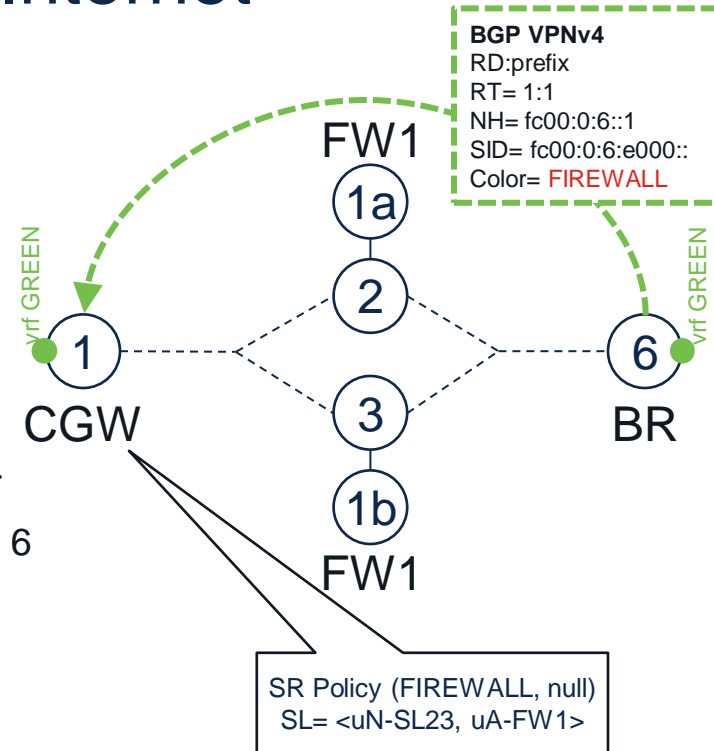 Internet
BGP VPNv4
RD:prefix
RT= 1:1
NH= fc00:0:6::1
SID= fc00:0:6:e000::
Color= FIREWALL
FW1
1a
2
vrf GREEN
1
CGW
vrf GREEN
6
BR
3
1b
FW1
6
SR Policy (FIREWALL, null)
SL= <uN-SL23, uA-FW1>